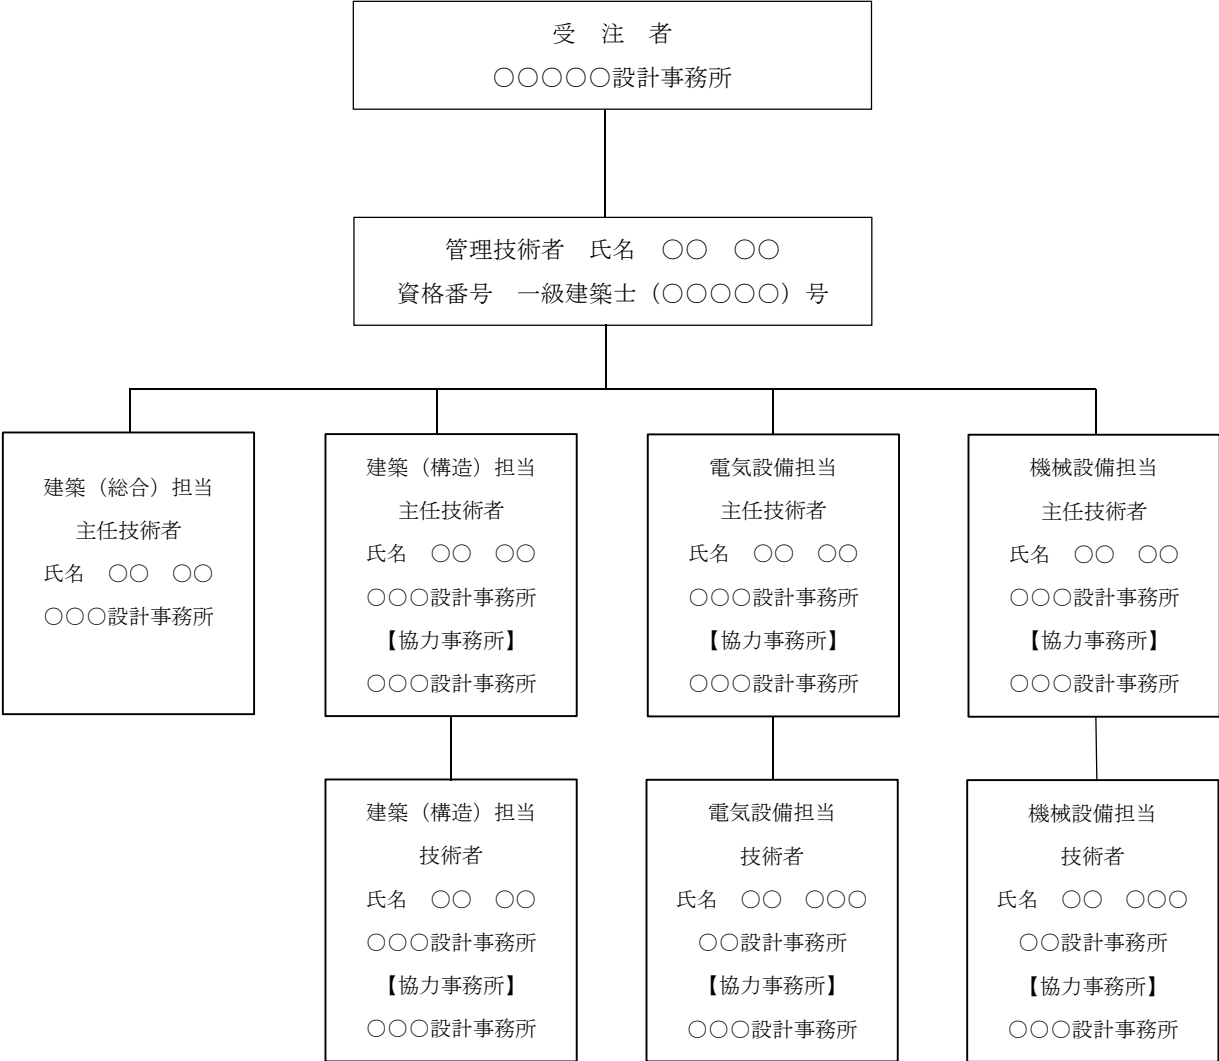 受　注　者
○○○○○設計事務所
管理技術者　氏名　○○　○○
資格番号　一級建築士（○○○○○）号
建築（総合）担当
主任技術者
氏名　○○　○○
○○○設計事務所
建築（構造）担当
主任技術者
氏名　○○　○○
○○○設計事務所
【協力事務所】
○○○設計事務所
電気設備担当
主任技術者
氏名　○○　○○
○○○設計事務所
【協力事務所】
○○○設計事務所
機械設備担当
主任技術者
氏名　○○　○○
○○○設計事務所
【協力事務所】
○○○設計事務所
建築（構造）担当
技術者
氏名　○○　○○
○○○設計事務所
【協力事務所】
○○○設計事務所
電気設備担当
技術者
氏名　○○　○○○
○○設計事務所
【協力事務所】
○○○設計事務所
機械設備担当
技術者
氏名　○○　○○○
○○設計事務所
【協力事務所】
○○○設計事務所